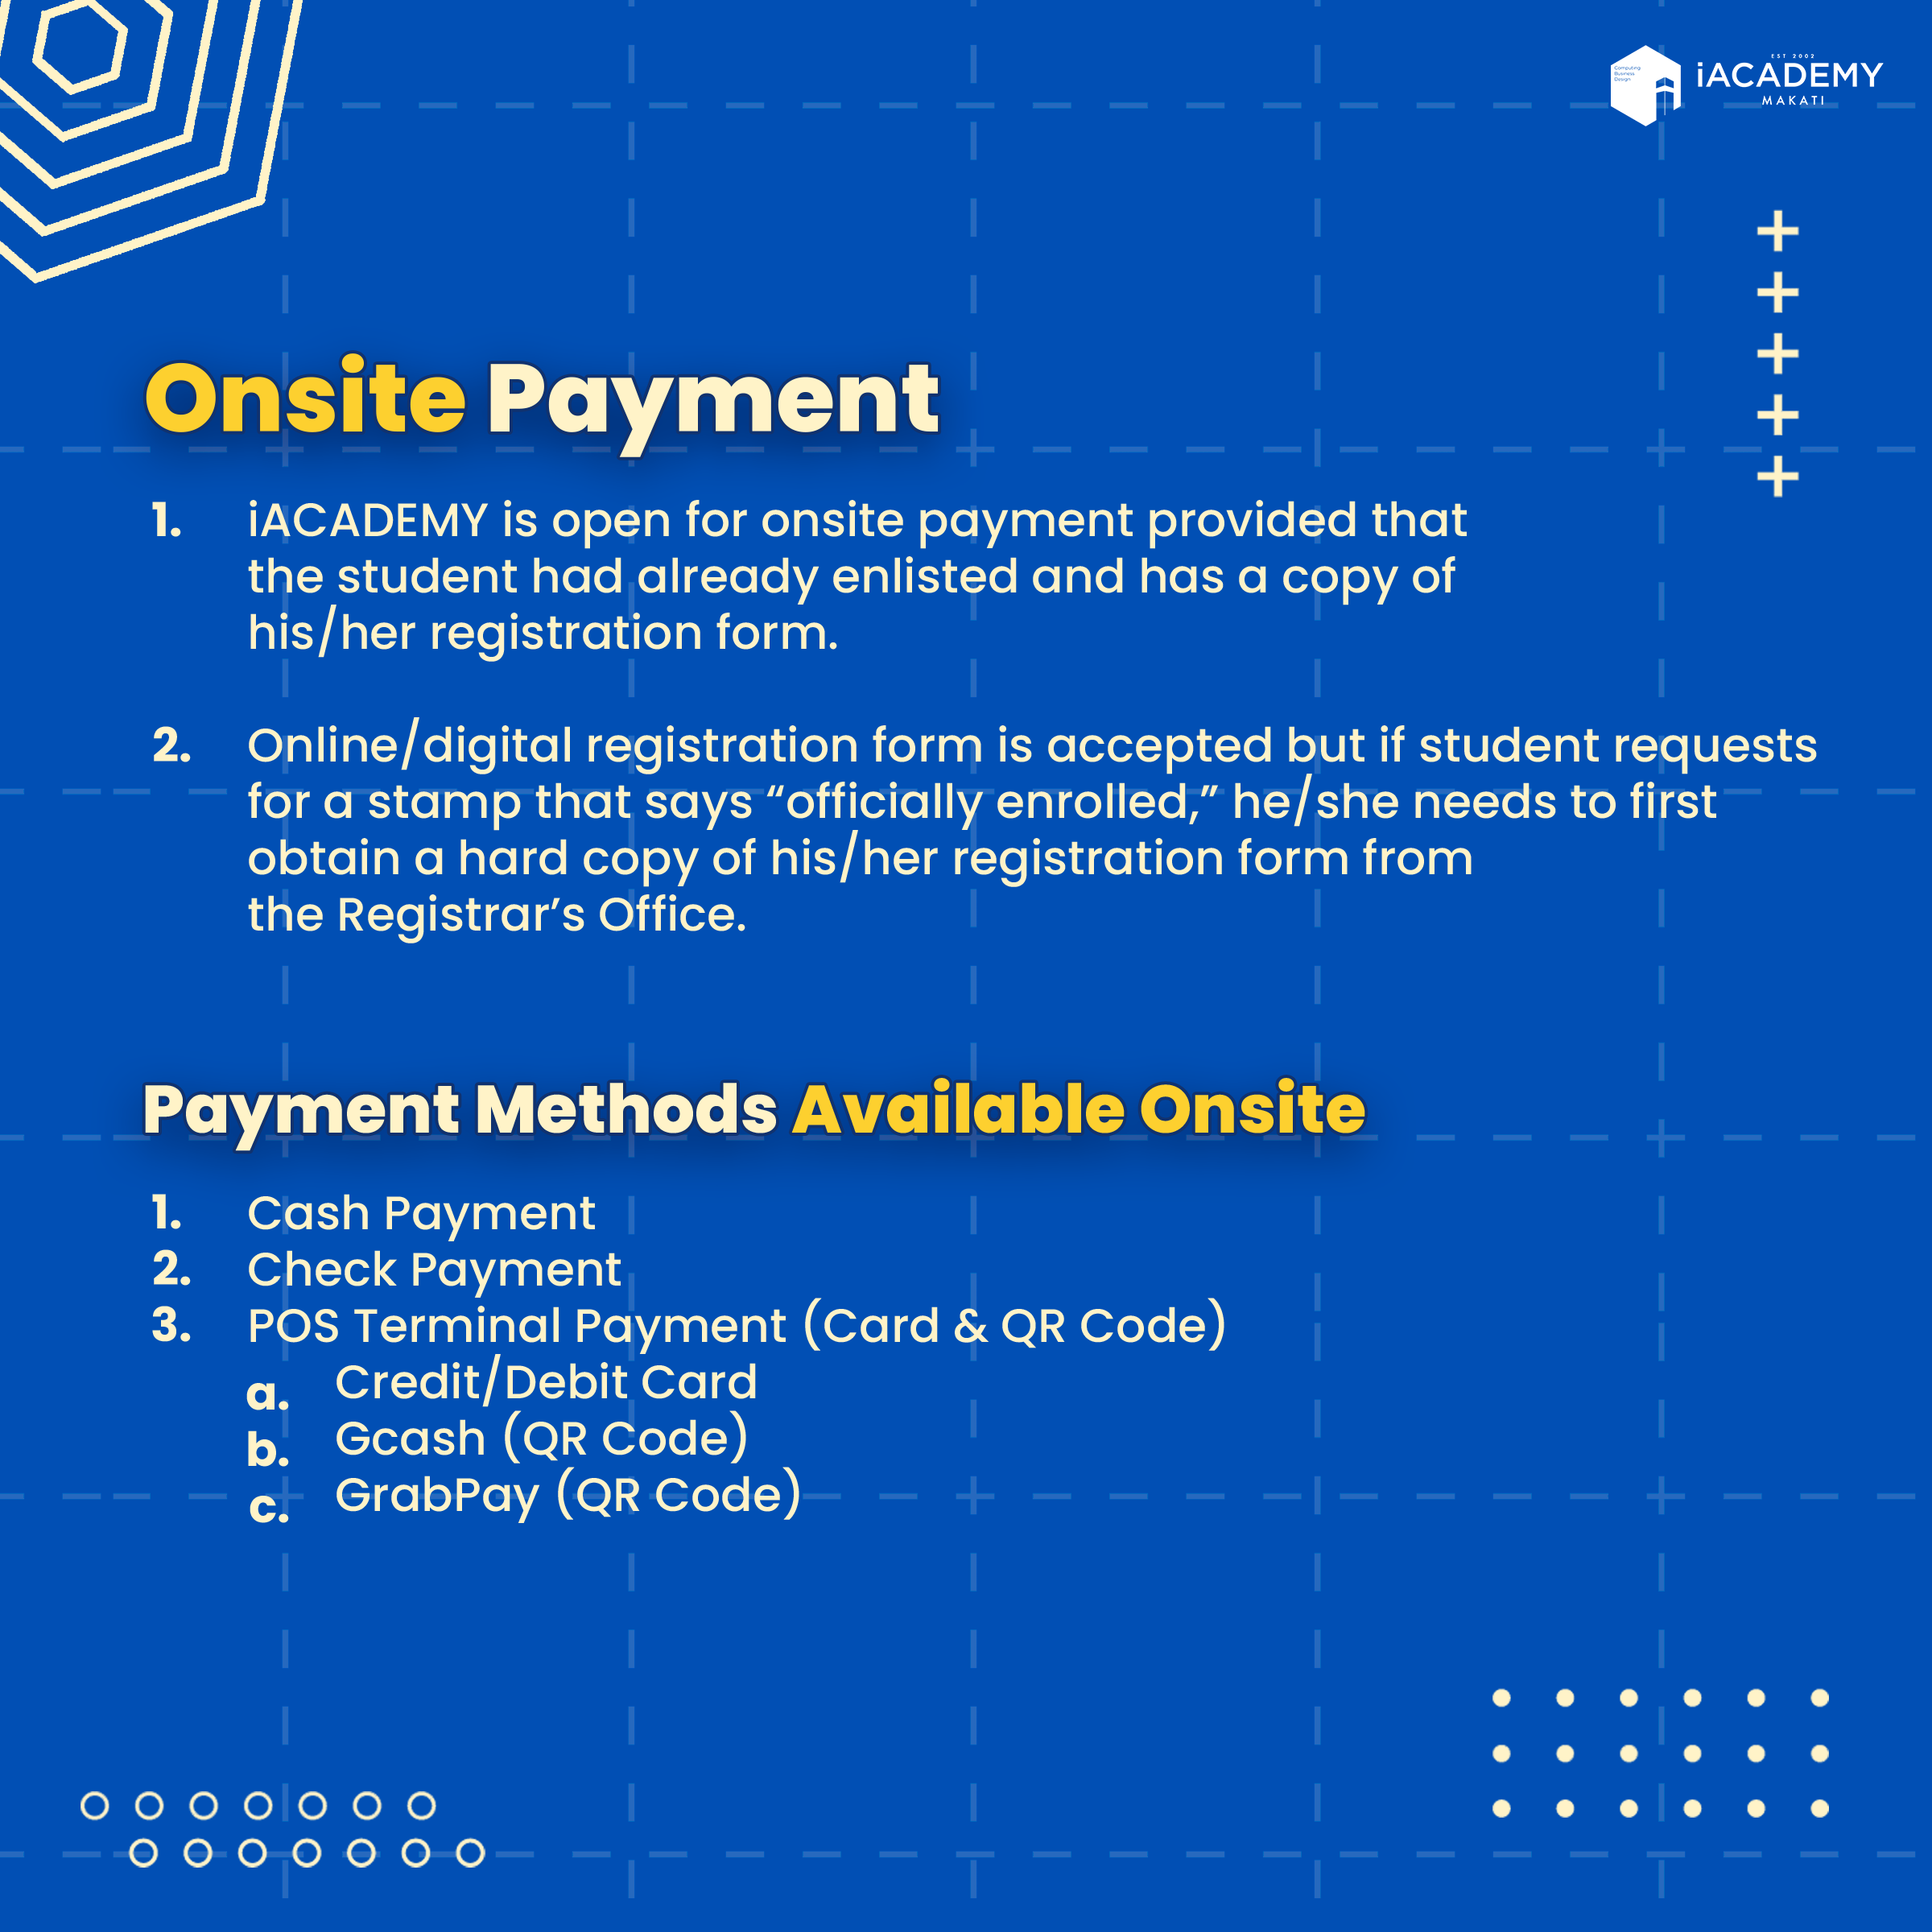 Computing
Business
Design
EST 2002
iACADEMY
MAKATI
Onsite Payment
1. iACADEMY is open for onsite payment provided that
the student had already enlisted and has a copy of
his/her registration form.
2. Online/digital registration form is accepted but if student requests
for a stamp that says “officially enrolled,” he/she needs to first
obtain a hard copy of his/her registration form from
the Registrar’s Office.
Payment Methods Available Onsite
1. Cash Payment
2. Check Payment
3. POS Terminal Payment (Card & QR Code)
a. Credit/Debit Card
b. Gcash (QR Code)
c. GrabPay (QR Code)